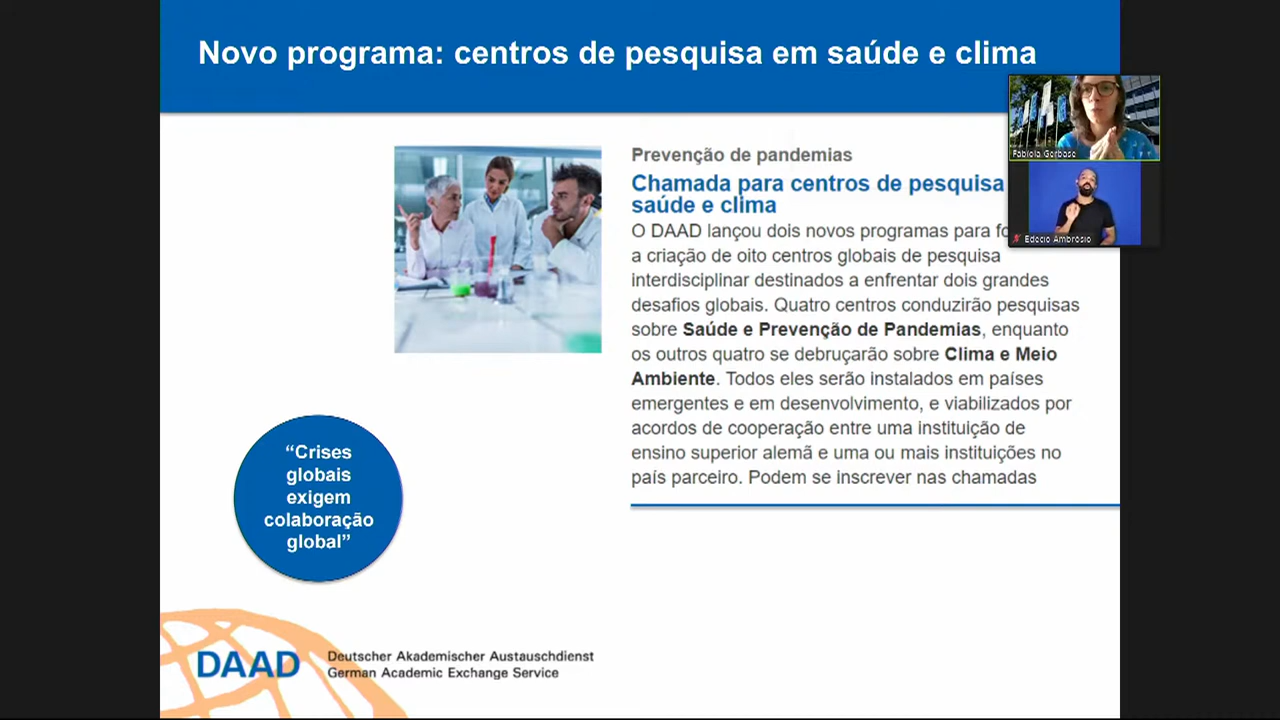 Novo programa: centros de pesquisa em saúde e clima
Fabíola Gerbase
Edecio Ambrósio
Prevenção de pandemias
Chamada para centros de pesquisa
saúde e clima
O DAAD lançou dois novos programas para
a criação de oito centros globais de pesquisa
interdisciplinar destinados a enfrentar dois grandes
desafios globais. Quatro centros conduzirão pesquisas
sobre Saúde e Prevenção de Pandemias, enquanto
os outros quatro se debruçarão sobre Clima e Meio
Ambiente. Todos eles serão instalados em países
emergentes e em desenvolvimento, e viabilizados por
acordos de cooperação entre uma instituição de
ensino superior alemã e uma ou mais instituições no
país parceiro. Podem se inscrever nas chamadas
“Crises
globais
exigem
colaboração
global”
DAAD
Deutscher Akademischer Austauschdienst
German Academic Exchange Service